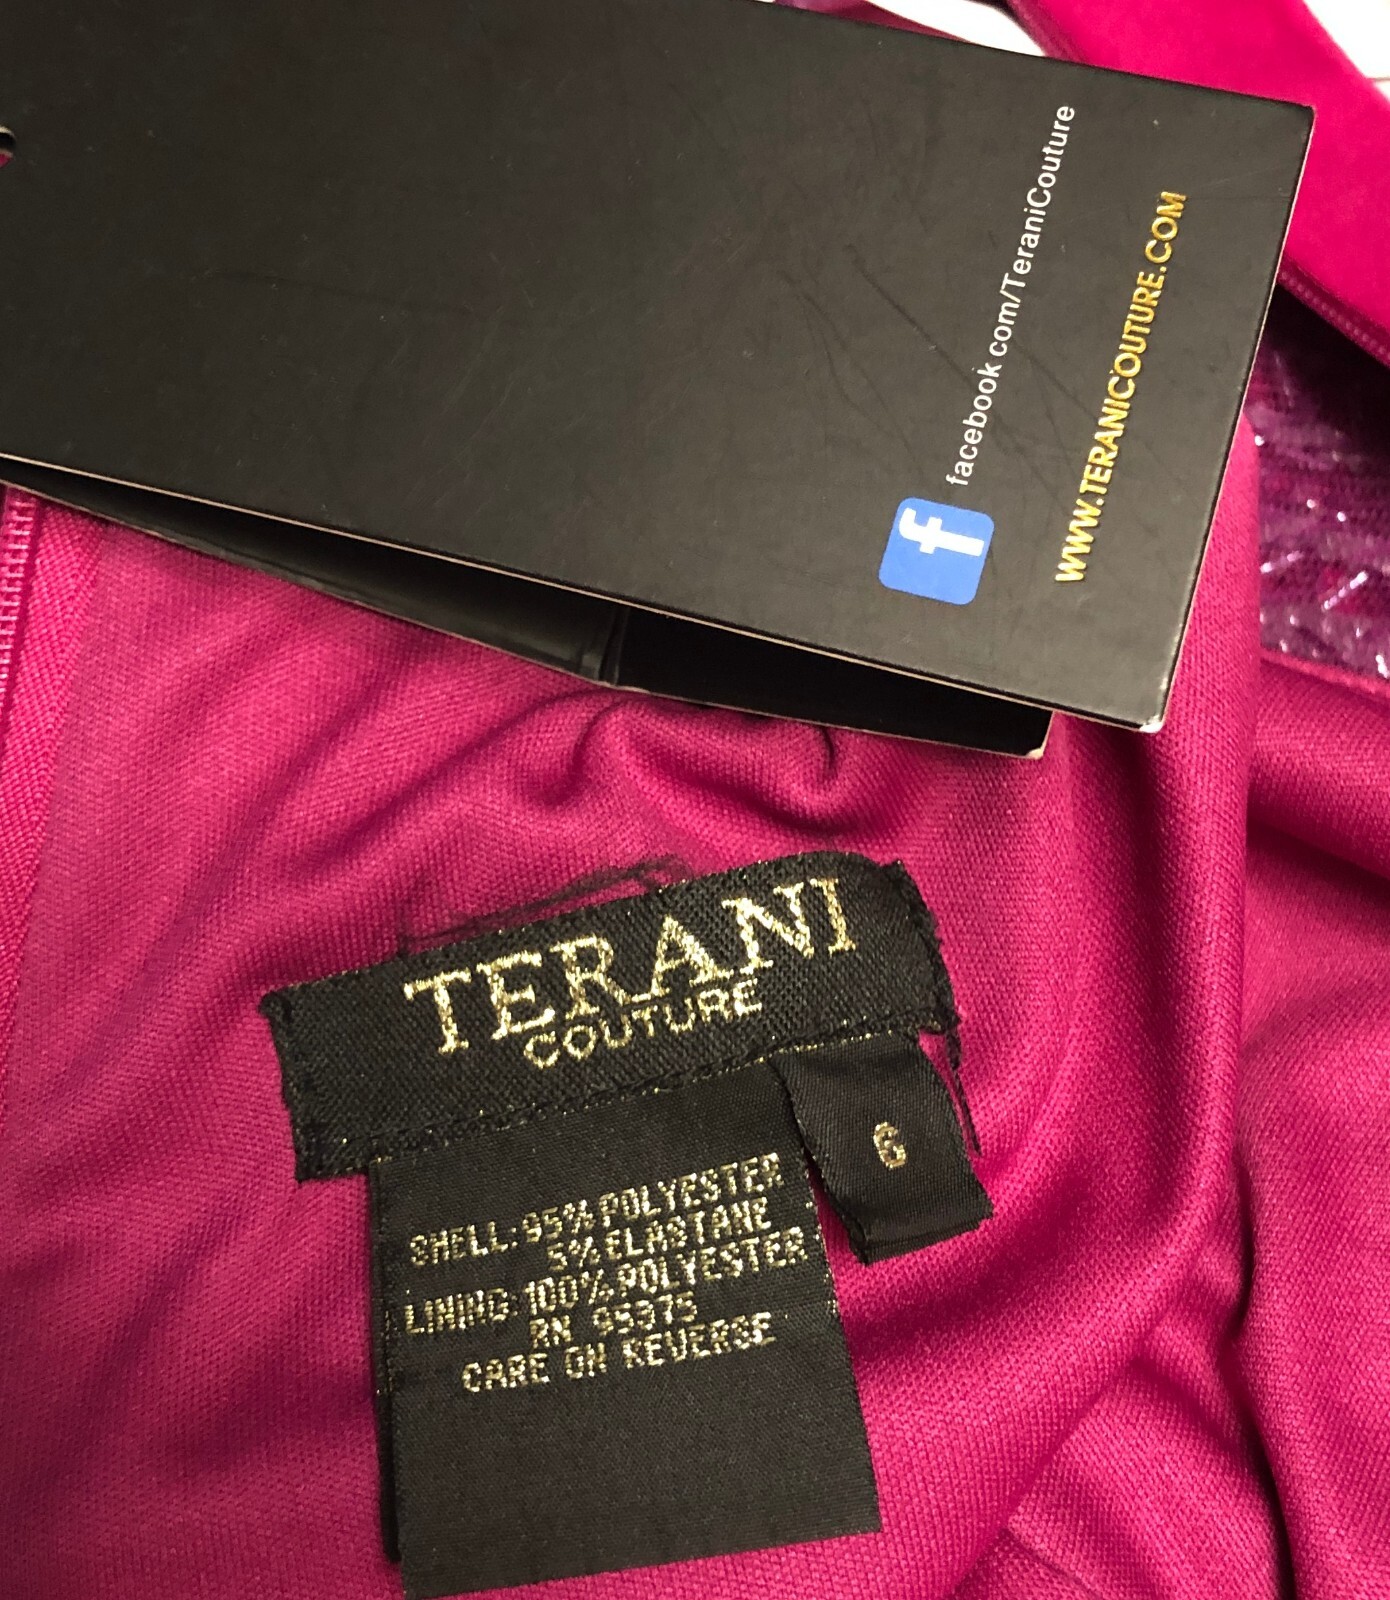 facebook.com/TeraniCouture
WWW.TERANICOUTURE.COM
TERANI
COUTURE
6
SHELL: 95% POLYESTER
5% ELASTANE
LINING: 100% POLYESTER
RN 95975
CARE ON REVERSE